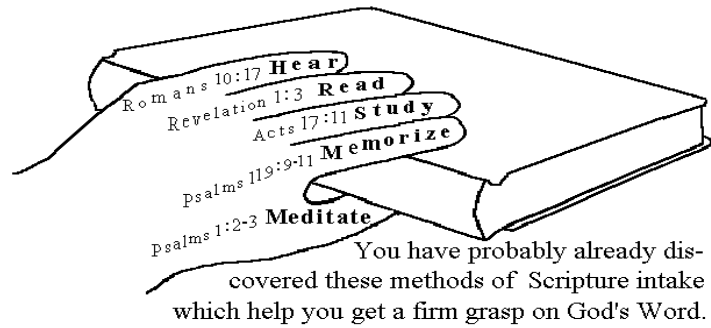 Romans 10:17 Hear
Revelation 1:3 Read
Acts 17:11 Study
Psalms 119:9-11 Memorize
Psalms 1:2-3 Meditate
You have probably already dis-
covered these methods of Scripture intake
which help you get a firm grasp on God's Word.